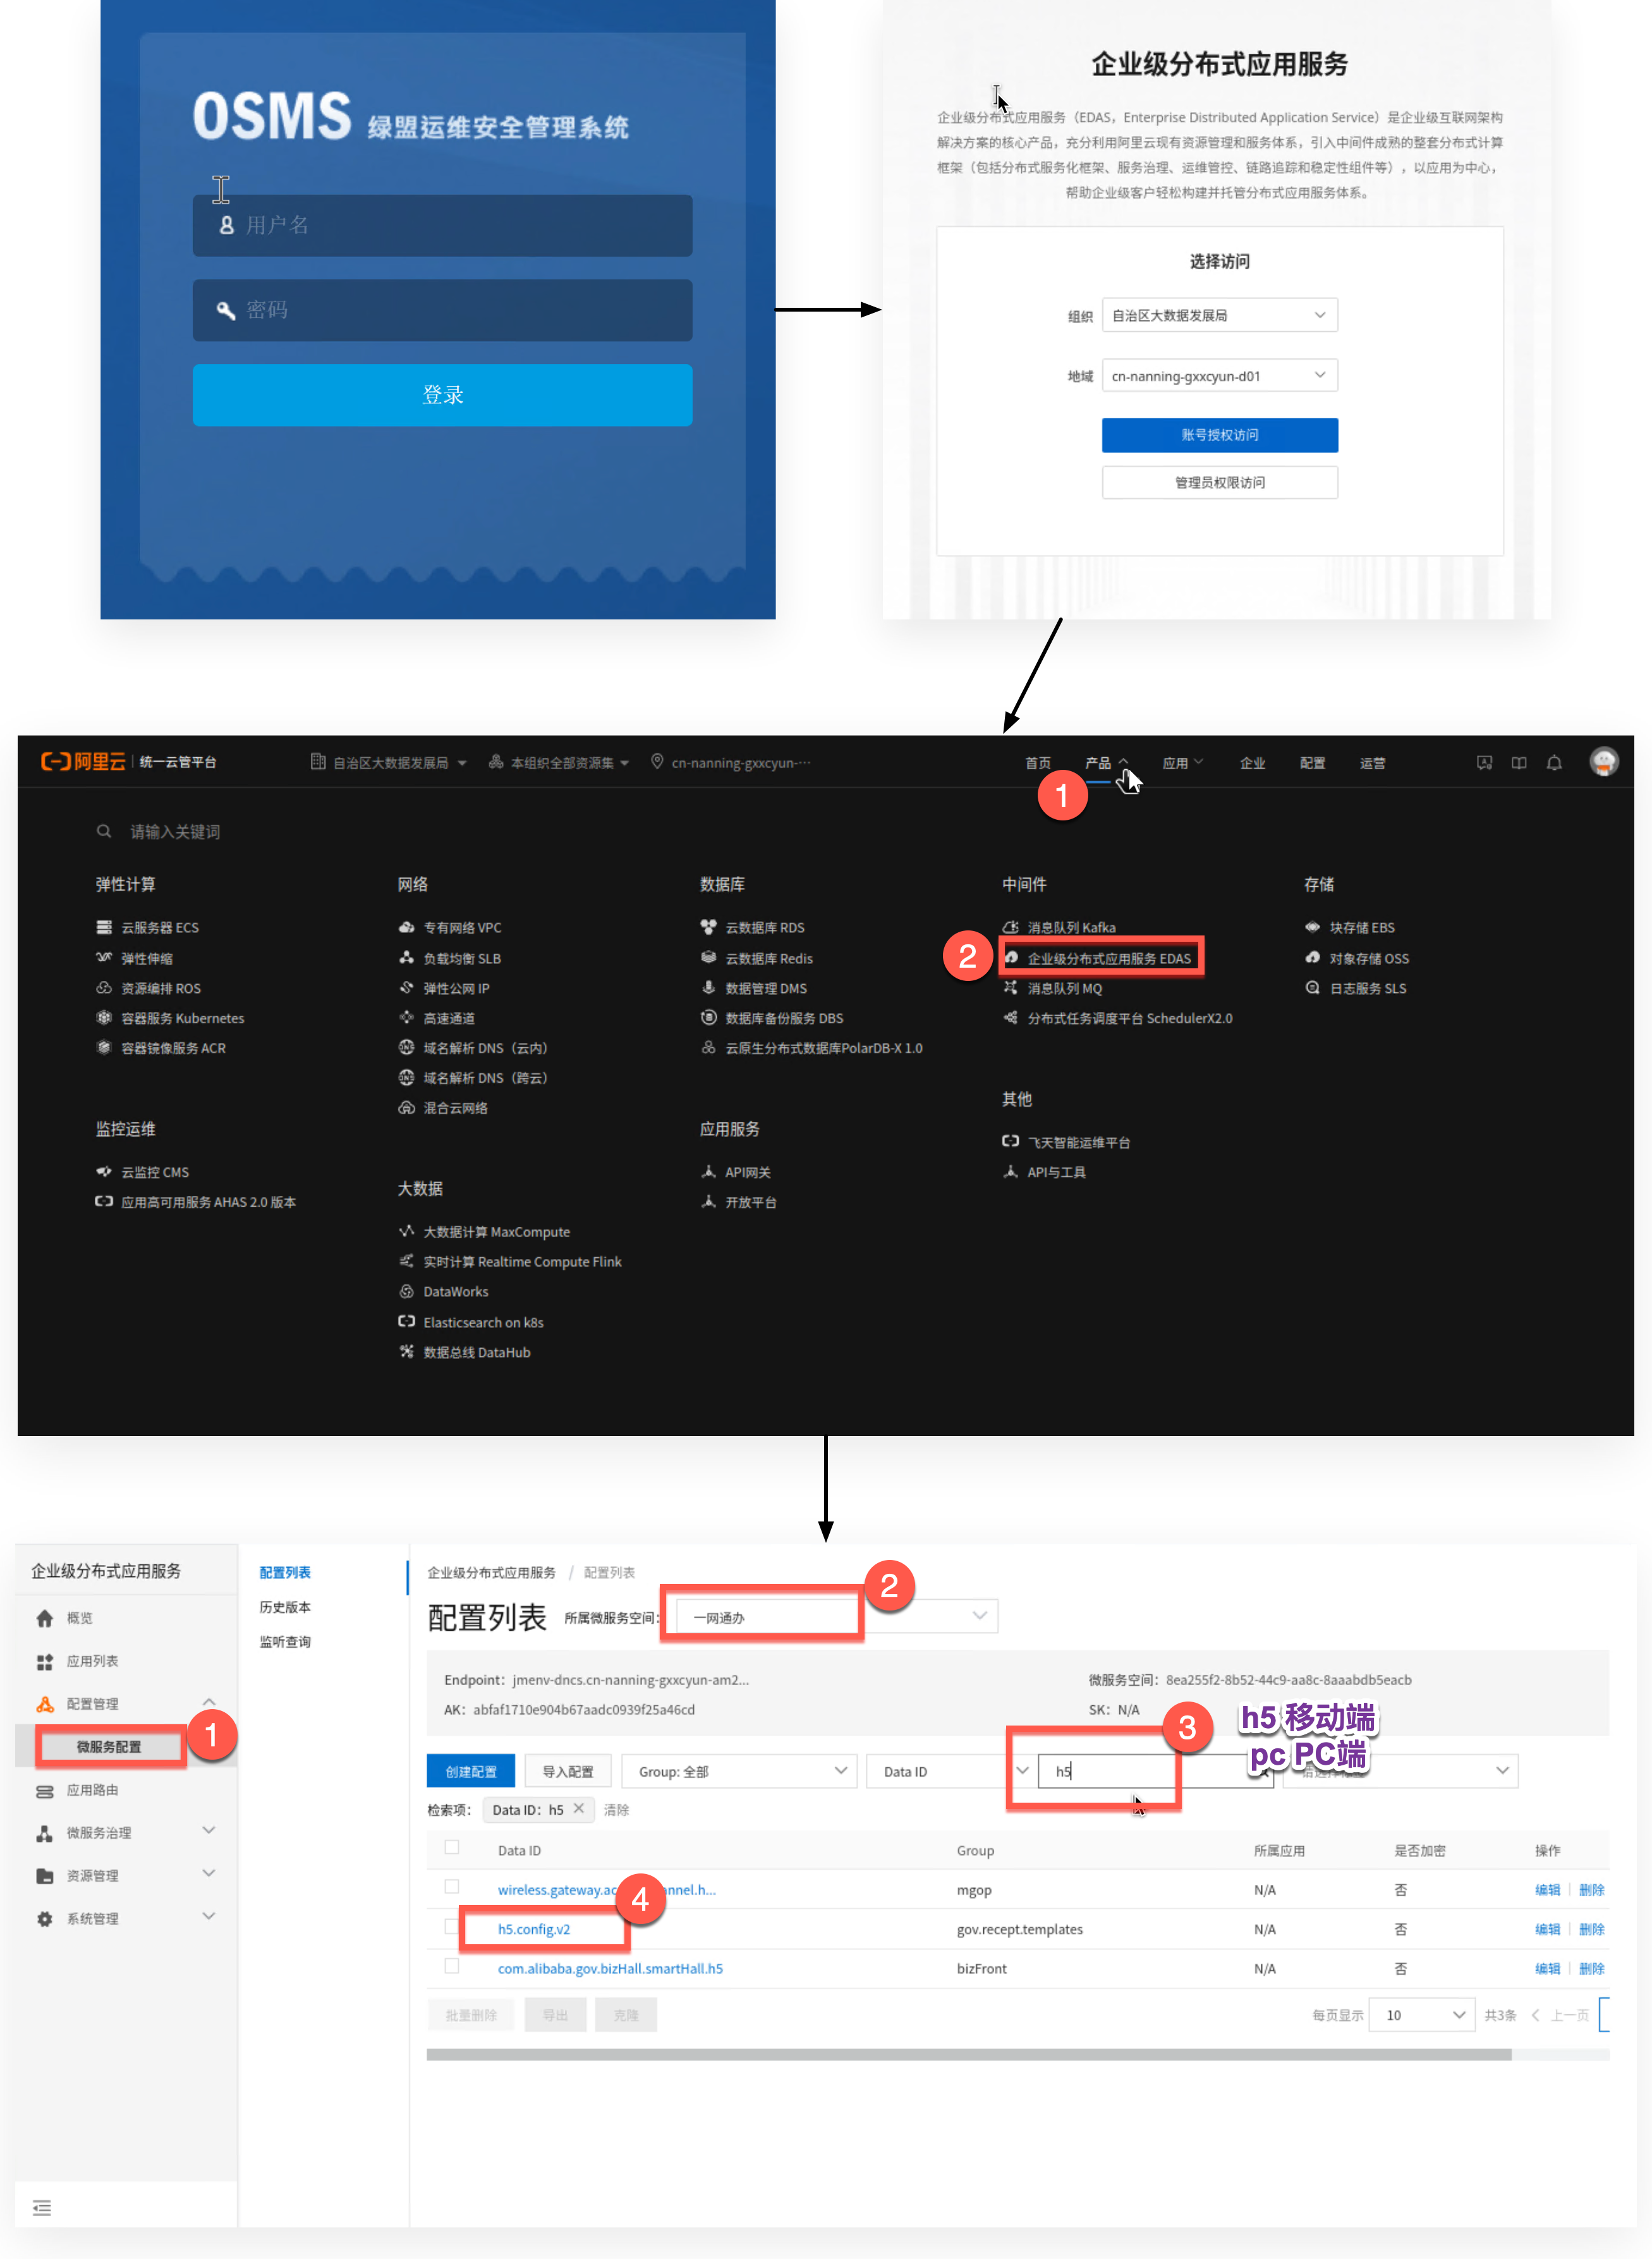 OSMS 绿盟运维安全管理系统
用户名
密码
登录
企业级分布式应用服务
企业级分布式应用服务（EDAS，Enterprise Distributed Application Service）是企业级互联网架构
解决方案的核心产品，充分利用阿里云现有资源管理和服务体系，引入中间件成熟的整套分布式计算
框架（包括分布式服务化框架、服务治理、运维管控、链路追踪和稳定性组件等），以应用为中心，
帮助企业级客户轻松构建并托管分布式应用服务体系。
选择访问
组织 自治区大数据发展局
地域 cn-nanning-gxxcyun-d01
账号授权访问
管理员权限访问
阿里云 统一云管平台 自治区大数据发展局 本组织全部资源集 cn-nanning-gxxcyun-··· 首页 产品 应用 企业 配置 运营
1
请输入关键词
弹性计算
云服务器 ECS
弹性伸缩
资源编排 ROS
容器服务 Kubernetes
容器镜像服务 ACR
监控运维
云监控 CMS
应用高可用服务 AHAS 2.0 版本
网络
专有网络 VPC
负载均衡 SLB
弹性公网 IP
高速通道
域名解析 DNS（云内）
域名解析 DNS（跨云）
混合云网络
大数据
大数据计算 MaxCompute
实时计算 Realtime Compute Flink
DataWorks
Elasticsearch on k8s
数据总线 DataHub
数据库
云数据库 RDS
云数据库 Redis
数据管理 DMS
数据库备份服务 DBS
云原生分布式数据库PolarDB-X 1.0
应用服务
API网关
开放平台
中间件
消息队列 Kafka
2 企业级分布式应用服务 EDAS
消息队列 MQ
分布式任务调度平台 SchedulerX2.0
其他
飞天智能运维平台
API与工具
存储
块存储 EBS
对象存储 OSS
日志服务 SLS
企业级分布式应用服务
概览
应用列表
配置管理
微服务配置 1
应用路由
微服务治理
资源管理
系统管理
配置列表
历史版本
监听查询
企业级分布式应用服务 / 配置列表
配置列表 所属微服务空间: 一网通办 2
Endpoint: jmenv-dncs.cn-nanning-gxxcyun-am2... 微服务空间: 8ea255f2-8b52-44c9-aa8c-8aaabdb5eacb
AK: abfaf1710e904b67aadc0939f25a46cd SK: N/A
3
h5 移动端
pc PC端
创建配置 导入配置 Group: 全部 Data ID h5
检索项: Data ID: h5 清除
Data ID Group 所属应用 是否加密 操作
wireless.gateway.ac nnel.h... mgop N/A 否 编辑 | 删除
4
h5.config.v2 gov.recept.templates N/A 否 编辑 | 删除
com.alibaba.gov.bizHall.smartHall.h5 bizFront N/A 否 编辑 | 删除
批量删除 导出 克隆 每页显示 10 共3条 上一页